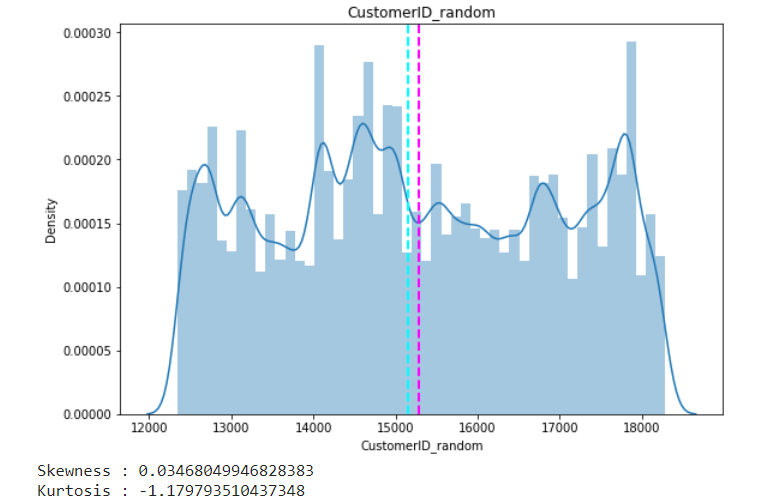 CustomerID_random
0.00030
0.00025
0.00020
0.00015
0.00010
0.00005
0.00000
Density
12000 13000 14000 15000 16000 17000 18000
CustomerID_random
Skewness : 0.03468049946828383
Kurtosis : -1.179793510437348